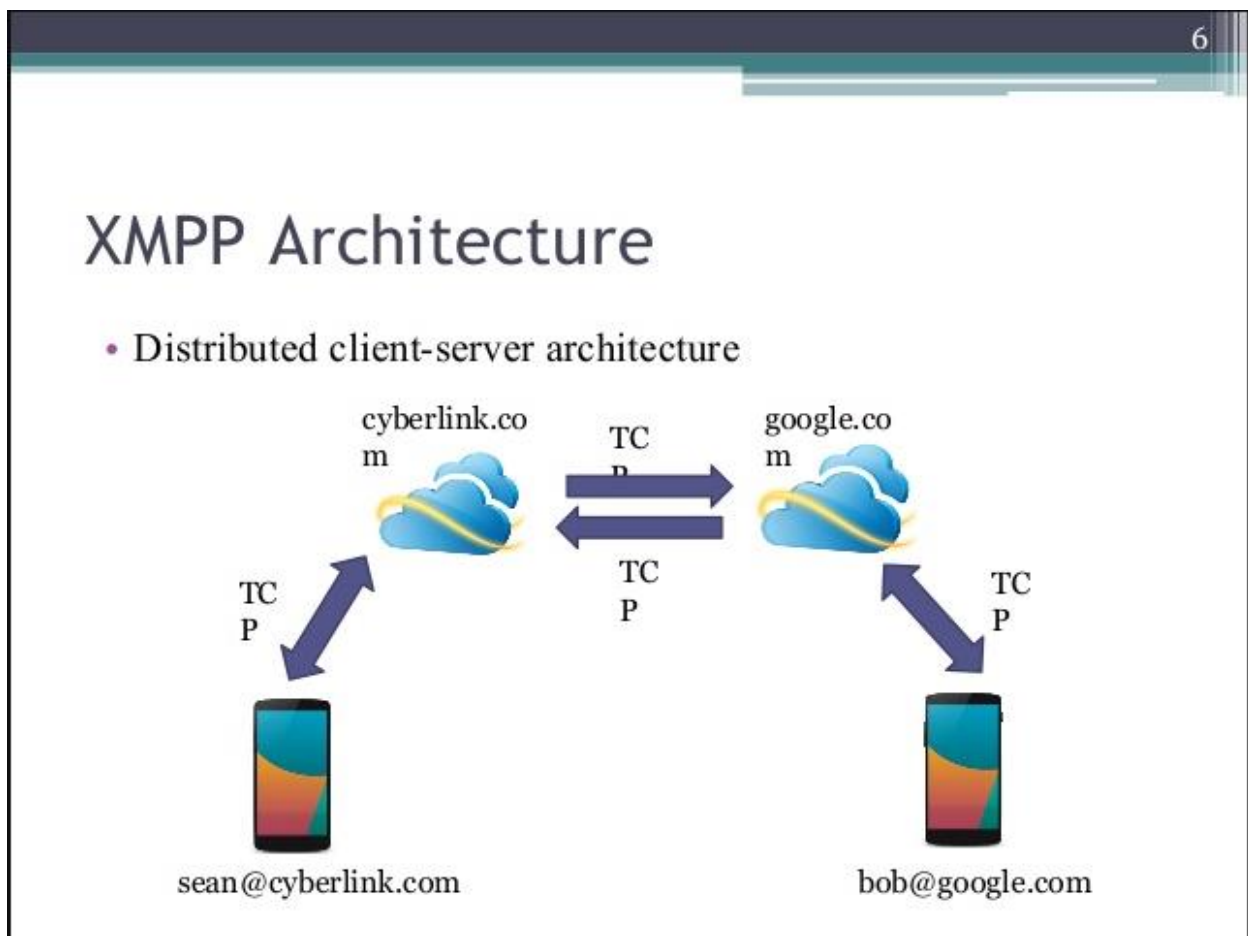 6
XMPP Architecture
• Distributed client-server architecture
cyberlink.co
m
TC
P
google.co
m
TC
P
TC
P
TC
P
sean@cyberlink.com
bob@google.com